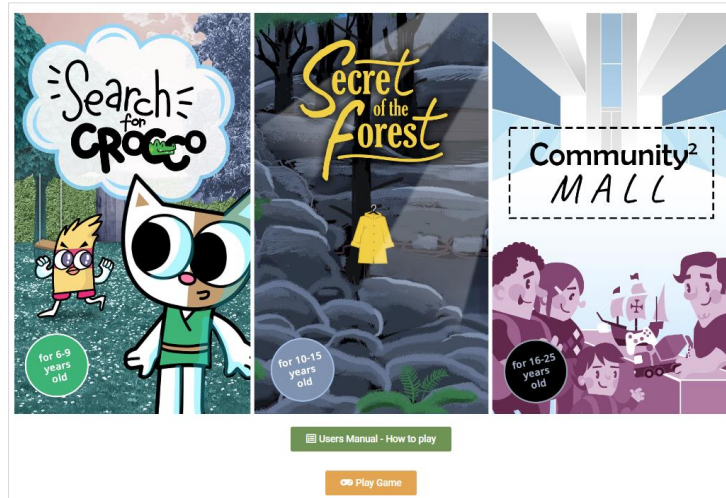 Search
for
CROCCO
for 6-9
years
old
Secret
of the
forest
for 10-15
years
old
Community²
MALL
for 16-25
years
old
Users Manual - How to play
Play Game